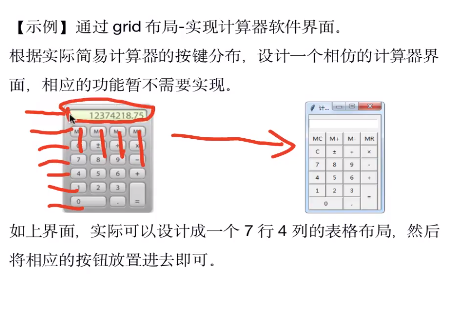 【示例】通过 grid 布局-实现计算器软件界面。
根据实际简易计算器的按键分布，设计一个相仿的计算器界
面，相应的功能暂不需要实现。
12374218.75
7 8 9 -
4 5 6 +
1 2 3
0 . =
计...
MC M+ M- MR
C ± ÷ ×
7 8 9 -
4 5 6 +
1 2 3
0 . =
如上界面，实际可以设计成一个 7 行 4 列的表格布局，然后
将相应的按钮放置进去即可。